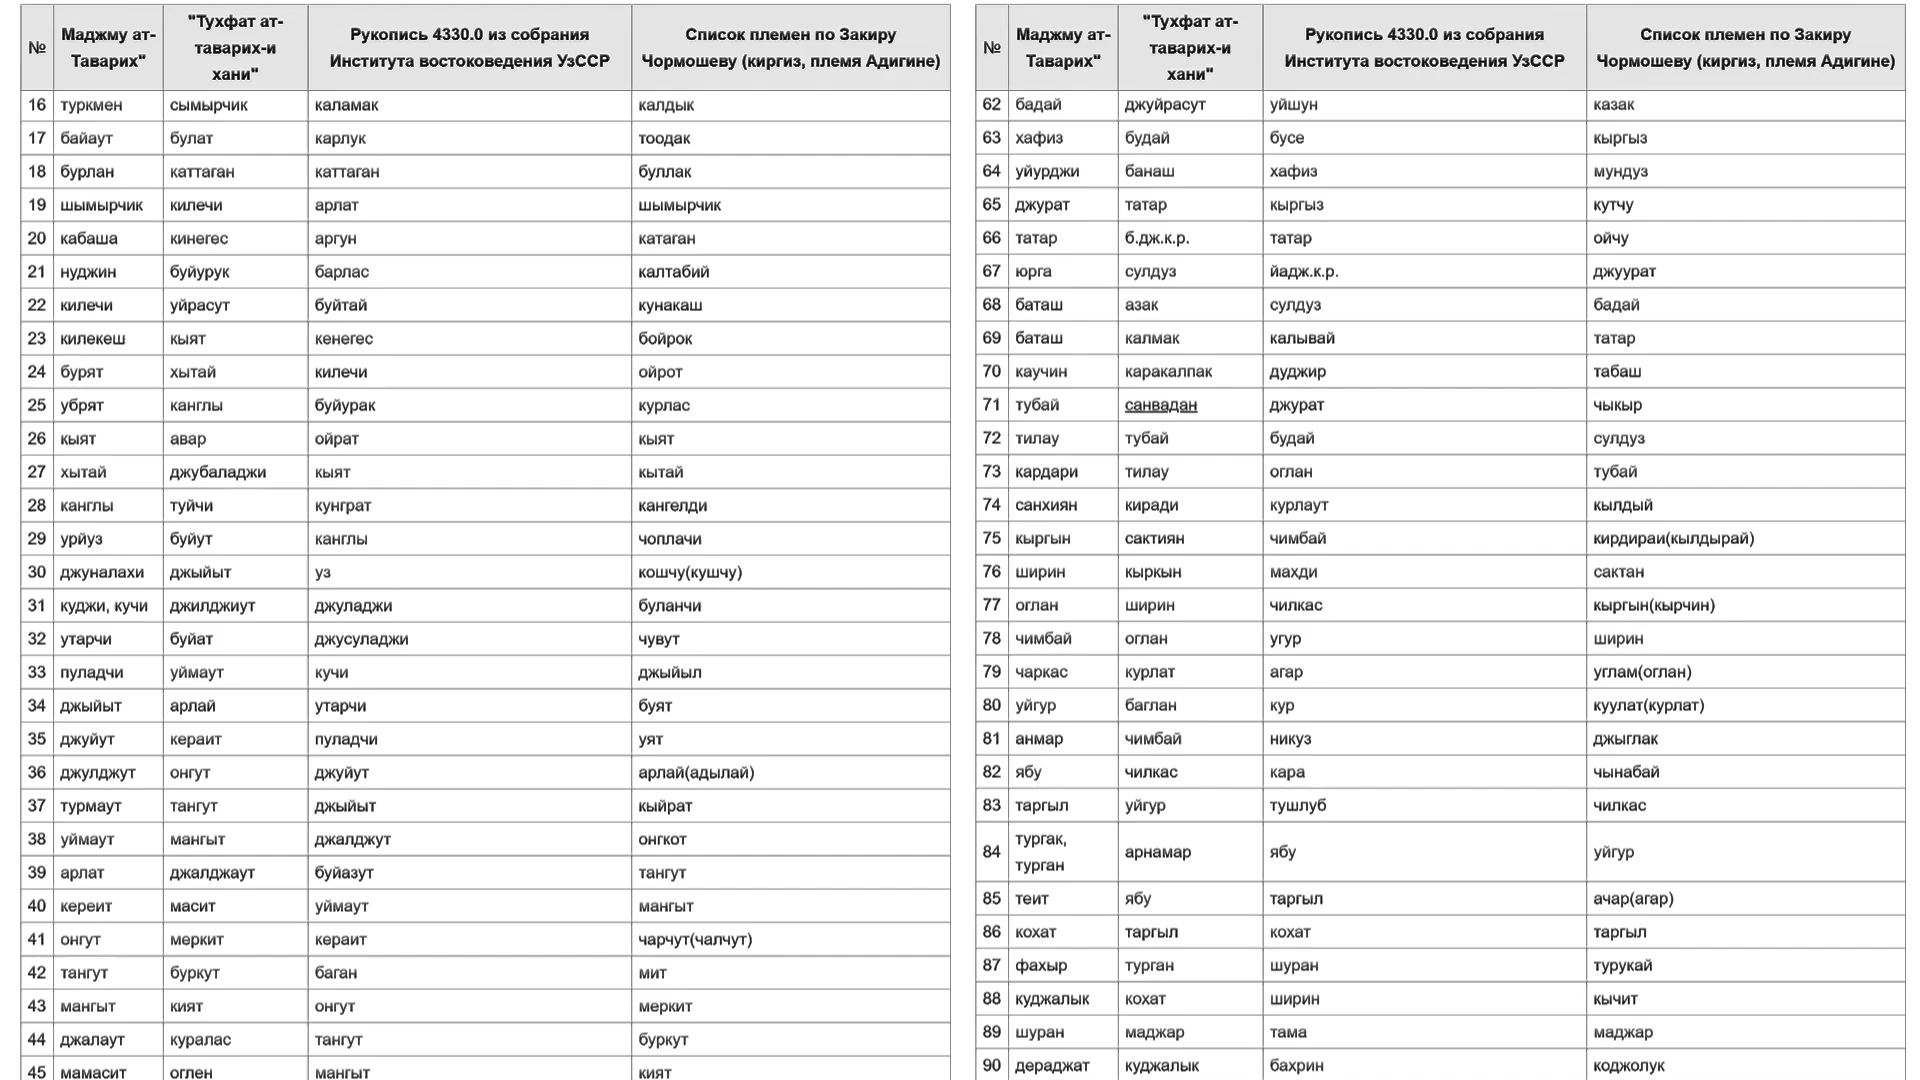 № Маджму ат-Таварих" "Тухфат ат-таварих-и хани" Рукопись 4330.0 из собрания Института востоковедения УзССР Список племен по Закиру Чормошеву (киргиз, племя Адигине)
16 туркмен сымырчик каламак калдык
17 байаут булат карлук тоодак
18 бурлан каттаган каттаган буллак
19 шымырчик килечи арлат шымырчик
20 кабаша кинегес аргун катаган
21 нуджин буйурук барлас калтабий
22 килечи уйрасут буйтай кунакаш
23 килекеш кыят кенегес бойрок
24 бурят хытай килечи ойрот
25 убрят канглы буйурак курлас
26 кыят авар ойрат кыят
27 хытай джубаладжи кыят кытай
28 канглы туйчи кунграт кангелди
29 урйуз буйут канглы чоплачи
30 джуналахи джыйыт уз кошчу(кушчу)
31 куджи, кучи джилджиут джуладжи буланчи
32 утарчи буйат джусуладжи чувут
33 пуладчи уймаут кучи джыйыл
34 джыйыт арлай утарчи буят
35 джуйут кераит пуладчи уят
36 джулджут онгут джуйут арлай(адылай)
37 турмаут тангут джыйыт кыйрат
38 уймаут мангыт джалджут онгкот
39 арлат джалджаут буйазут тангут
40 кереит масит уймаут мангыт
41 онгут меркит кераит чарчут(чалчут)
42 тангут буркут баган мит
43 мангыт кият онгут меркит
44 джалаут куралас тангут буркут
45 мамасит оглен мангыт кият
№ Маджму ат-Таварих" "Тухфат ат-таварих-и хани" Рукопись 4330.0 из собрания Института востоковедения УзССР Список племен по Закиру Чормошеву (киргиз, племя Адигине)
62 бадай джуйрасут уйшун казак
63 хафиз будай бусе кыргыз
64 уйурджи банаш хафиз мундуз
65 джурат татар кыргыз кутчу
66 татар б.дж.к.р. татар ойчу
67 юрга сулдуз йадж.к.р. джуурат
68 баташ азак сулдуз бадай
69 баташ калмак калывай татар
70 каучин каракалпак дуджир табаш
71 тубай санвадан джурат чыкыр
72 тилау тубай будай сулдуз
73 кардари тилау оглан тубай
74 санхиян киради курлаут кылдый
75 кыргын сактиян чимбай кирдираи(кылдырай)
76 ширин кыркын махди сактан
77 оглан ширин чилкас кыргын(кырчин)
78 чимбай оглан угур ширин
79 чаркас курлат агар углам(оглан)
80 уйгур баглан кур куулат(курлат)
81 анмар чимбай никуз джыглак
82 ябу чилкас кара чынабай
83 таргыл уйгур тушлуб чилкас
84 тургак, турган арнамар ябу уйгур
85 теит ябу таргыл ачар(агар)
86 кохат таргыл кохат таргыл
87 фахыр турган шуран турукай
88 куджалык кохат ширин кычит
89 шуран маджар тама маджар
90 дераджат куджалык бахрин коджолук